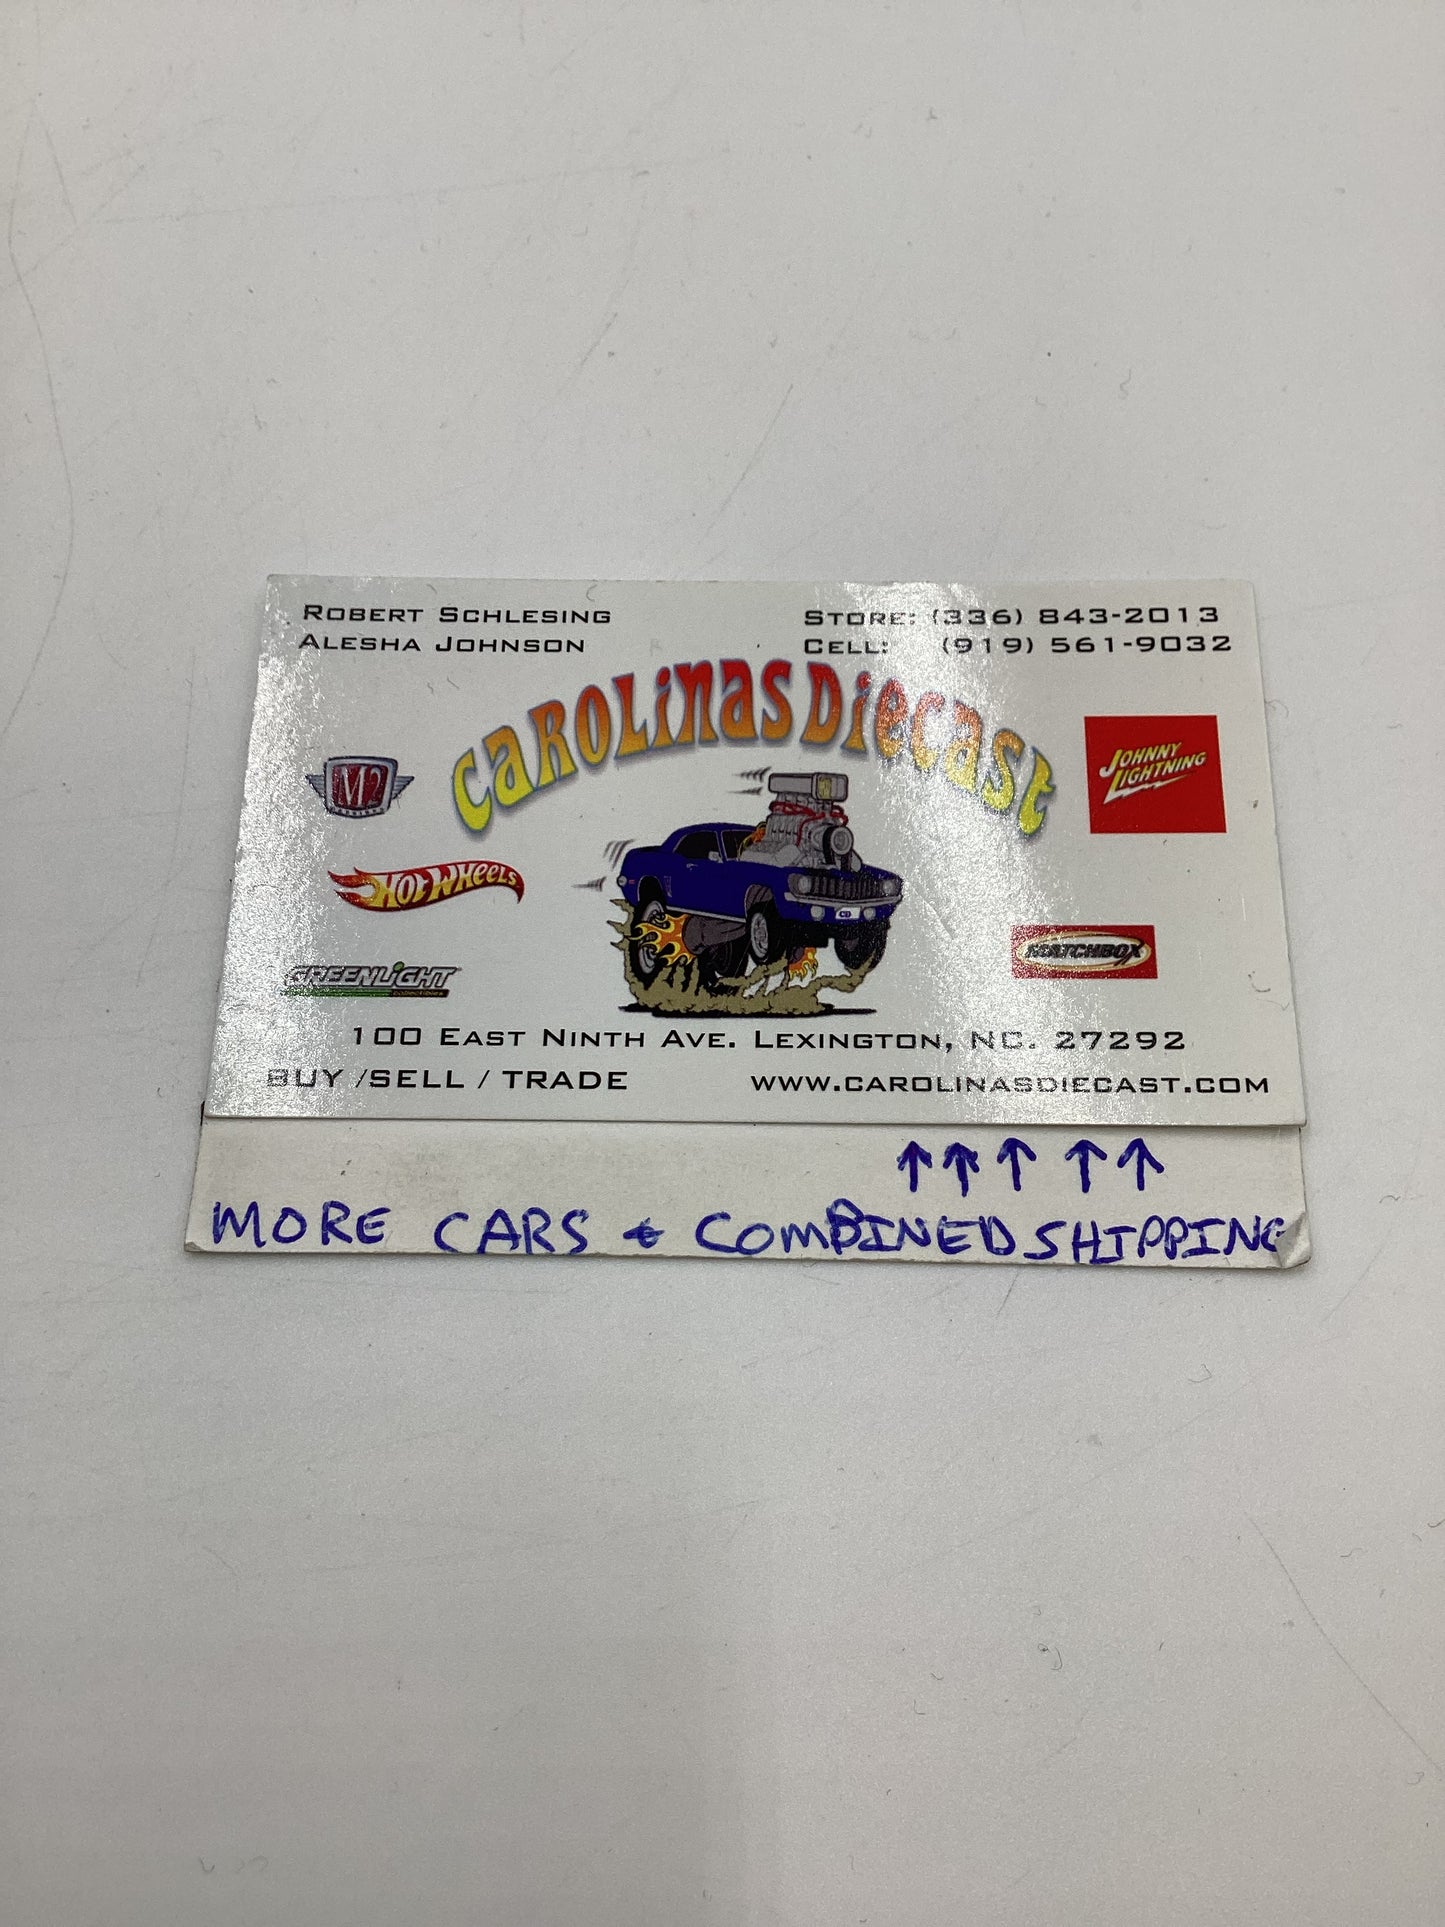 ROBERT SCHLESING
ALESHA JOHNSON
STORE: (336) 843-2013
CELL: (919) 561-9032
CAROLINAS DIECAST
M2
JOHNNY
LIGHTNING
HOT WHEELS
GREENLIGHT
COLLECTIBLES
MATCHBOX
CD
100 EAST NINTH AVE. LEXINGTON, NC. 27292
BUY /SELL / TRADE
WWW.CAROLINASDIECAST.COM
↑↑↑ ↑↑
MORE CARS & COMBINED SHIPPING